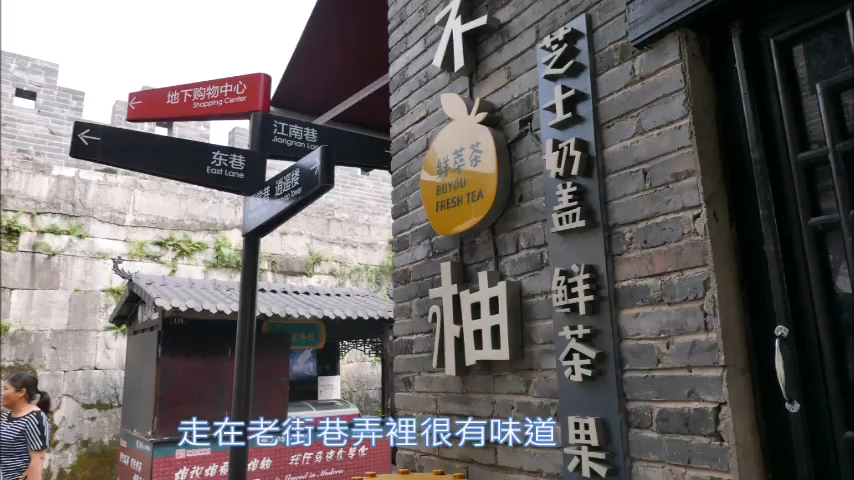 地下购物中心
Shopping Center
江南巷
Jiangnan Lane
东巷
East Lane
逍遥楼
不
鲜萃茶
BUYOU
FRESH TEA
柚
芝士奶盖 鲜茶 果
走在老街巷弄裡很有味道